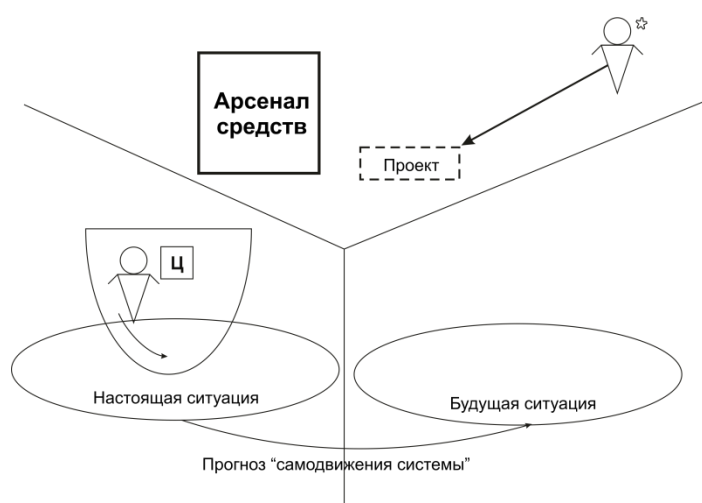 Арсенал
средств
Проект
Ц
Настоящая ситуация
Будущая ситуация
Прогноз “самодвижения системы”